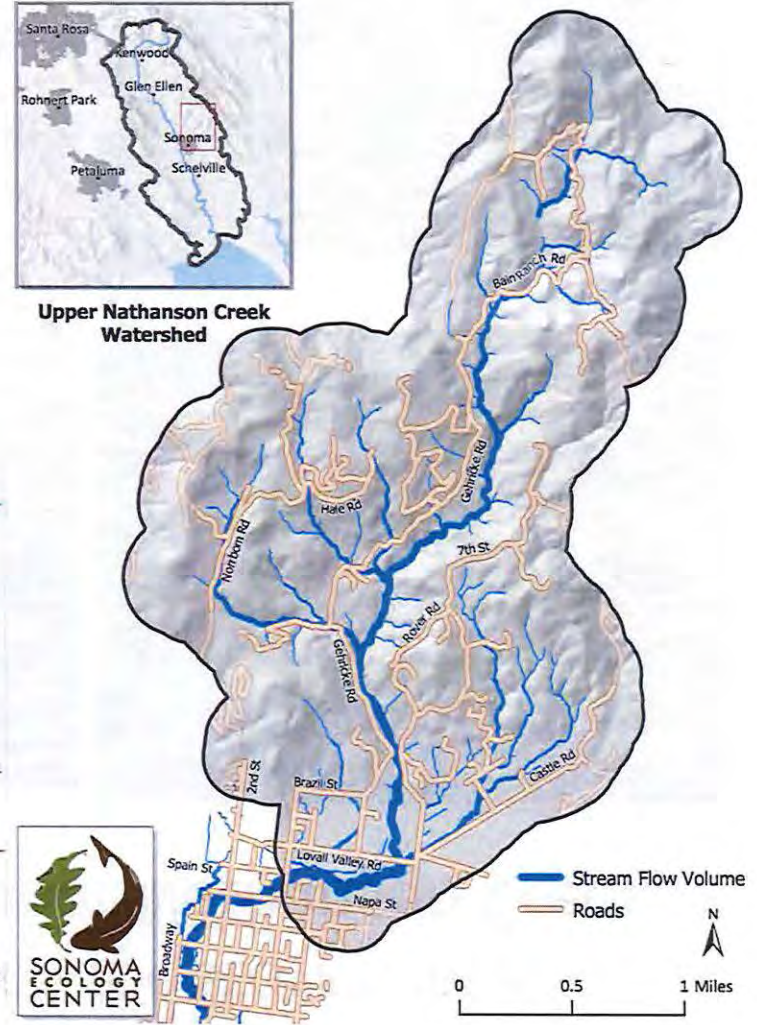 Santa Rosa
Kenwood
Glen Ellen
Rohnert Park
Sonoma
Petaluma
Schelville
Upper Nathanson Creek
Watershed
Bain Ranch Rd
Gehricke Rd
Hale Rd
Norrbom Rd
7th St
Rover Rd
Gehricke Rd
Castle Rd
2nd St
Brazil St
Lovall Valley Rd
Spain St
Napa St
Broadway
Stream Flow Volume
Roads
N
0 0.5 1 Miles
SONOMA
ECOLOGY
CENTER